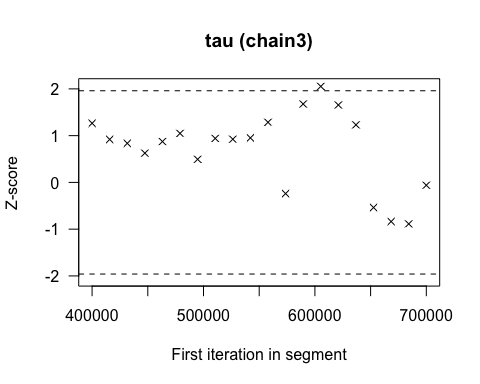 tau (chain3)
Z-score
2
1
0
-1
-2
400000 500000 600000 700000
First iteration in segment